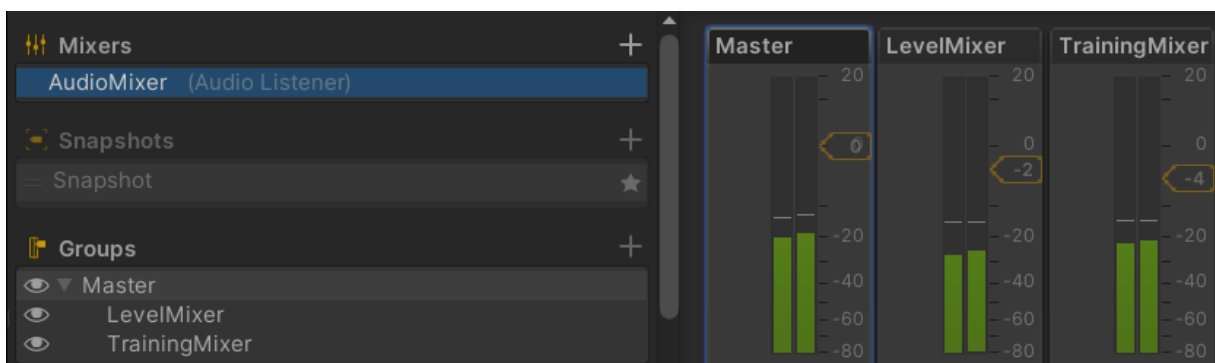 Mixers
AudioMixer (Audio Listener)
Snapshots
Snapshot
Groups
Master
LevelMixer
TrainingMixer
Master
20
0
-20
-40
-60
-80
LevelMixer
20
0
-2
-20
-40
-60
-80
TrainingMixer
20
0
-4
-20
-40
-60
-80